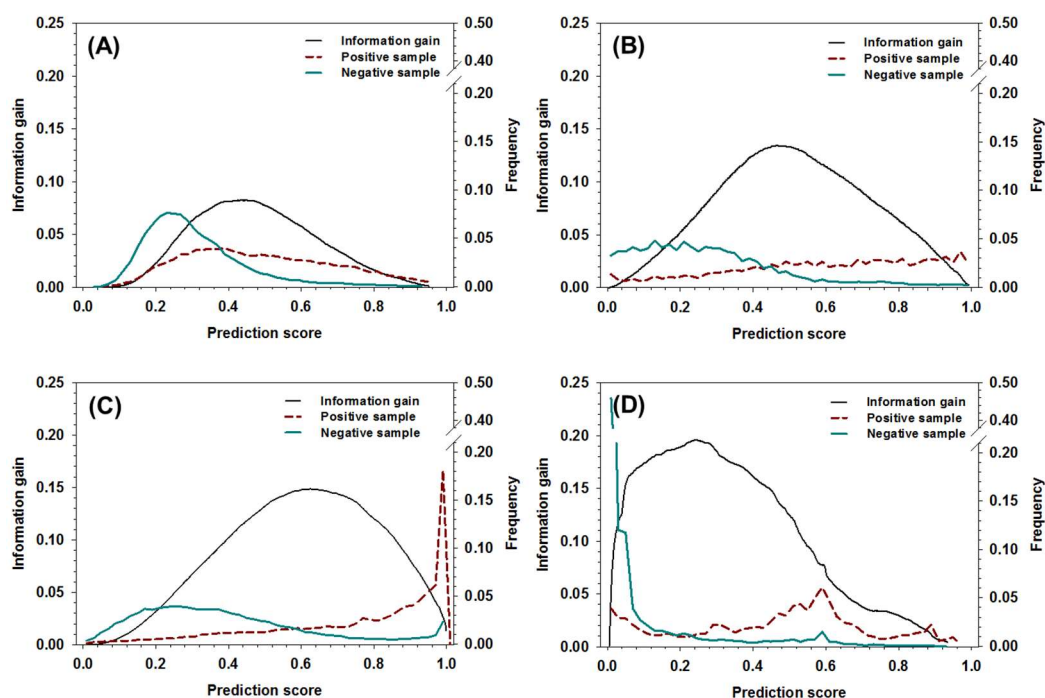 (A)
Information gain
Positive sample
Negative sample
0.25
0.20
0.15
0.10
0.05
0.00
Information gain
0.50
0.40
0.20
0.15
0.10
0.05
0.00
Frequency
0.0 0.2 0.4 0.6 0.8 1.0
Prediction score
(B)
Information gain
Positive sample
Negative sample
0.25
0.20
0.15
0.10
0.05
0.00
Information gain
0.50
0.40
0.20
0.15
0.10
0.05
0.00
Frequency
0.0 0.2 0.4 0.6 0.8 1.0
Prediction score
(C)
Information gain
Positive sample
Negative sample
0.25
0.20
0.15
0.10
0.05
0.00
Information gain
0.50
0.40
0.20
0.15
0.10
0.05
0.00
Frequency
0.0 0.2 0.4 0.6 0.8 1.0
Prediction score
(D)
Information gain
Positive sample
Negative sample
0.25
0.20
0.15
0.10
0.05
0.00
Information gain
0.50
0.40
0.20
0.15
0.10
0.05
0.00
Frequency
0.0 0.2 0.4 0.6 0.8 1.0
Prediction score